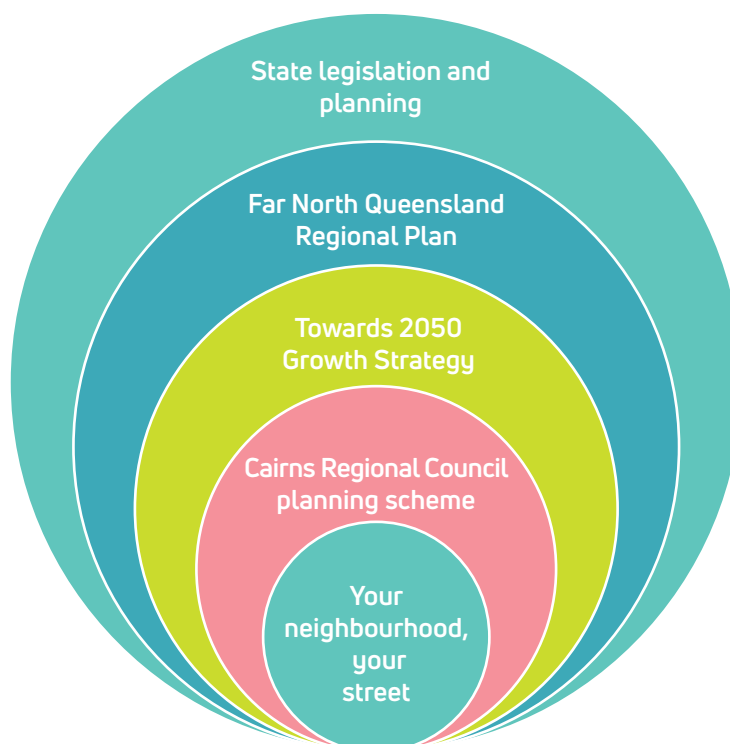 State legislation and
planning
Far North Queensland
Regional Plan
Towards 2050
Growth Strategy
Cairns Regional Council
planning scheme
Your
neighbourhood,
your
street